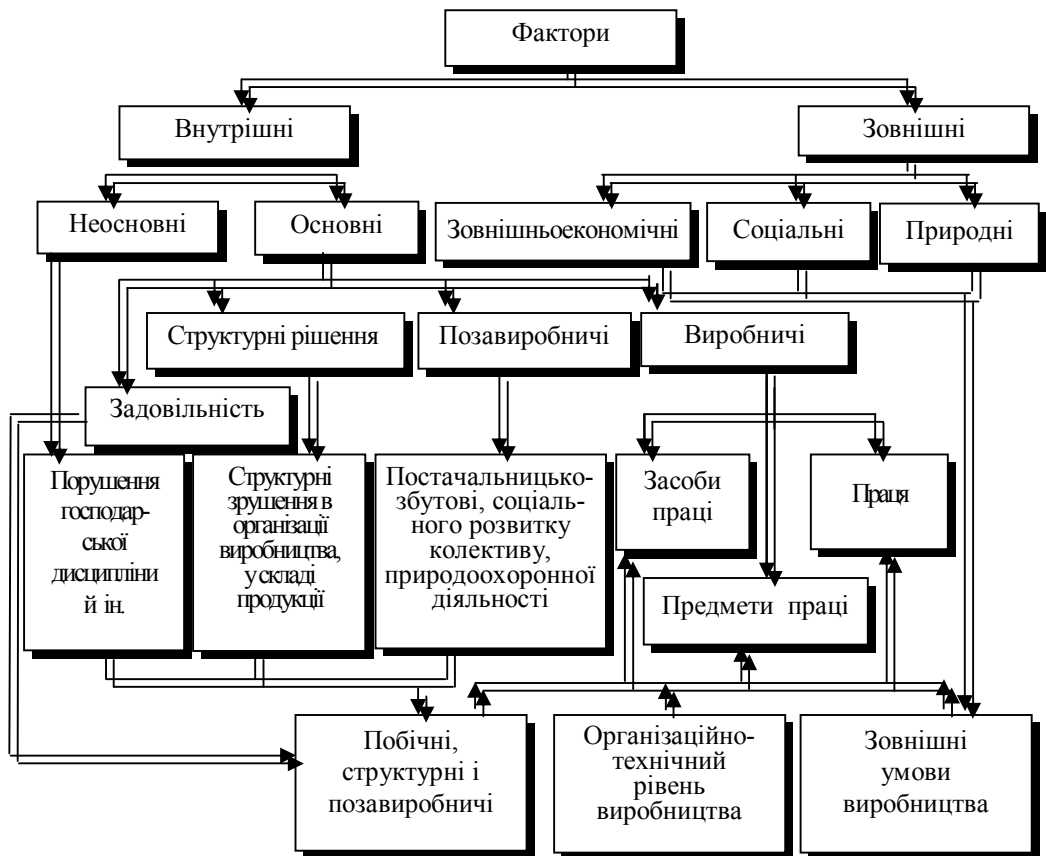 Фактори
Внутрішні
Зовнішні
Неосновні
Основні
Зовнішньоекономічні
Соціальні
Природні
Структурні рішення
Позавиробничі
Виробничі
Задовільність
Порушення
господар-
ської
дисципліни
й ін.
Структурні
зрушення в
організації
виробництва,
у складі
продукції
Постачальницько-
збутові, соціаль-
ного розвитку
колективу,
природоохоронної
діяльності
Засоби
праці
Праця
Предмети праці
Побічні,
структурні і
позавиробничі
Організаційно-
технічний
рівень
виробництва
Зовнішні
умови
виробництва